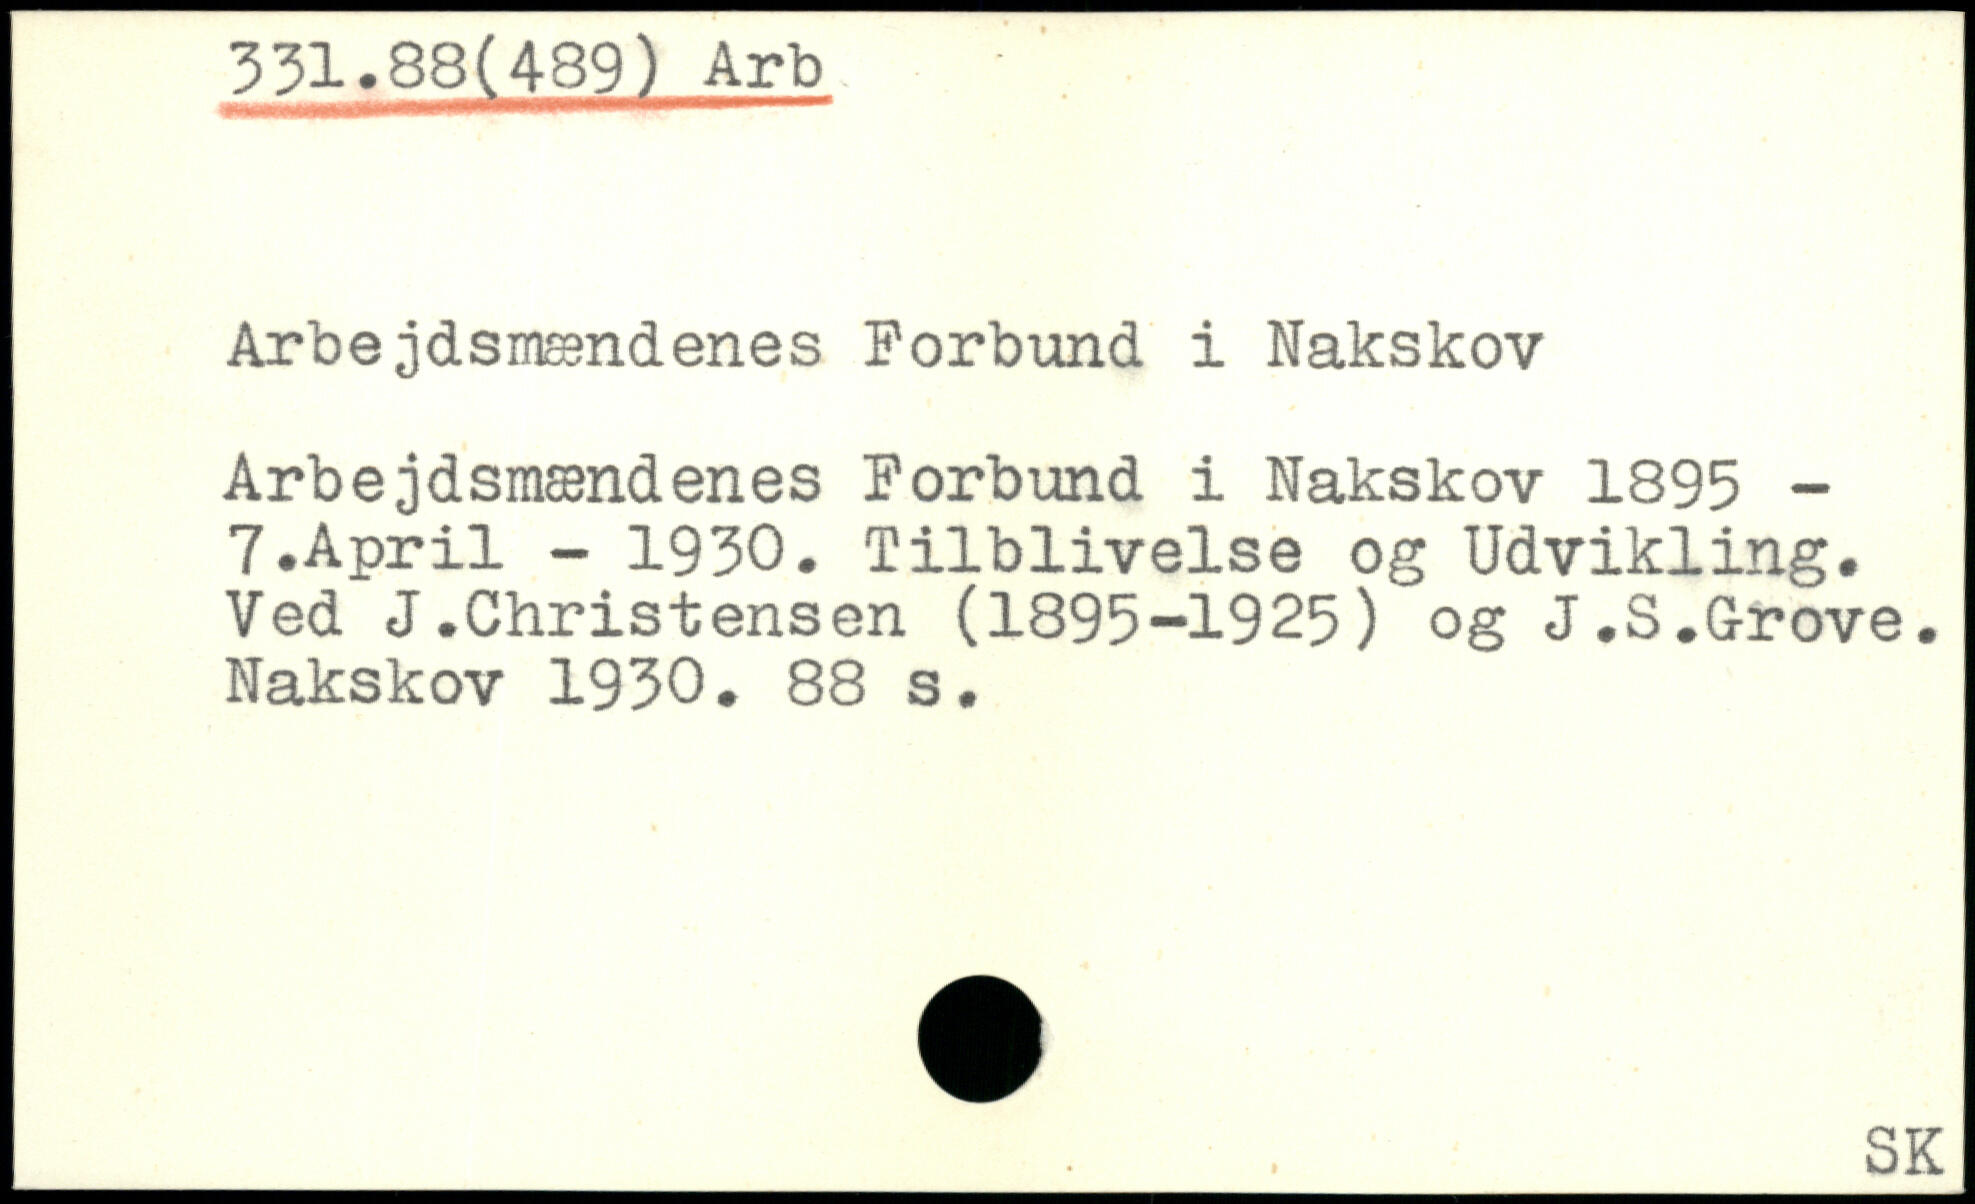 331.88(489) Arb
Arbejdsmændenes Forbund i Nakskov
Arbejdsmændenes Forbund i Nakskov 1895 -
7.April - 1930. Tilblivelse og Udvikling.
Ved J.Christensen (1895-1925) og J.S.Grove.
Nakskov 1930. 88 s.
SK